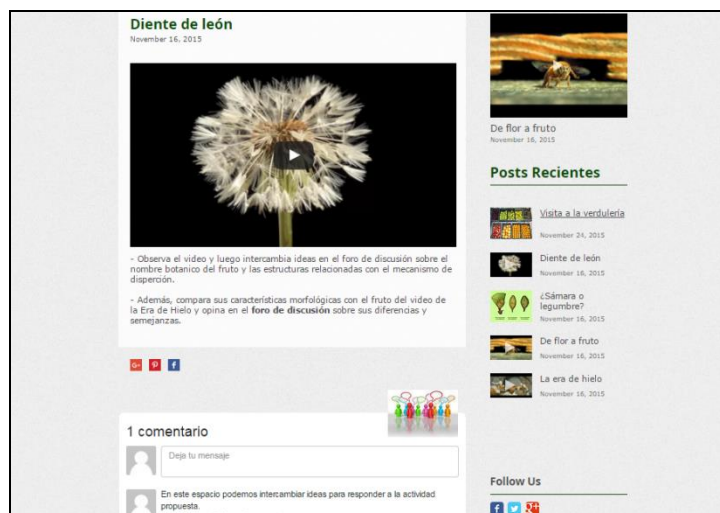 Diente de león
November 16, 2015
- Observa el video y luego intercambia ideas en el foro de discusión sobre el
nombre botanico del fruto y las estructuras relacionadas con el mecanismo de
disperción.
- Además, compara sus características morfológicas con el fruto del video de
la Era de Hielo y opina en el foro de discusión sobre sus diferencias y
semejanzas.
1 comentario
Deja tu mensaje
En este espacio podemos intercambiar ideas para responder a la actividad
propuesta.
De flor a fruto
November 16, 2015
Posts Recientes
Visita a la verdulería
November 24, 2015
Diente de león
November 16, 2015
¿Sámara o
legumbre?
November 16, 2015
De flor a fruto
November 16, 2015
La era de hielo
November 16, 2015
Follow Us